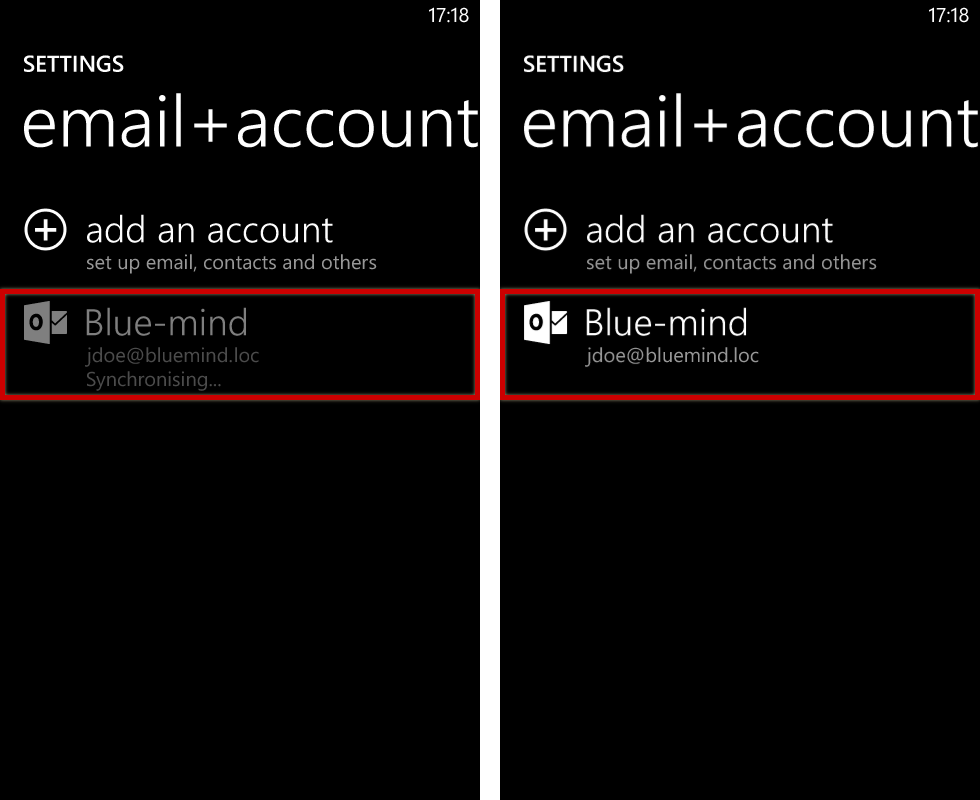 17:18
SETTINGS
email+account
add an account
set up email, contacts and others
Blue-mind
jdoe@bluemind.loc
Synchronising...
17:18
SETTINGS
email+account
add an account
set up email, contacts and others
Blue-mind
jdoe@bluemind.loc